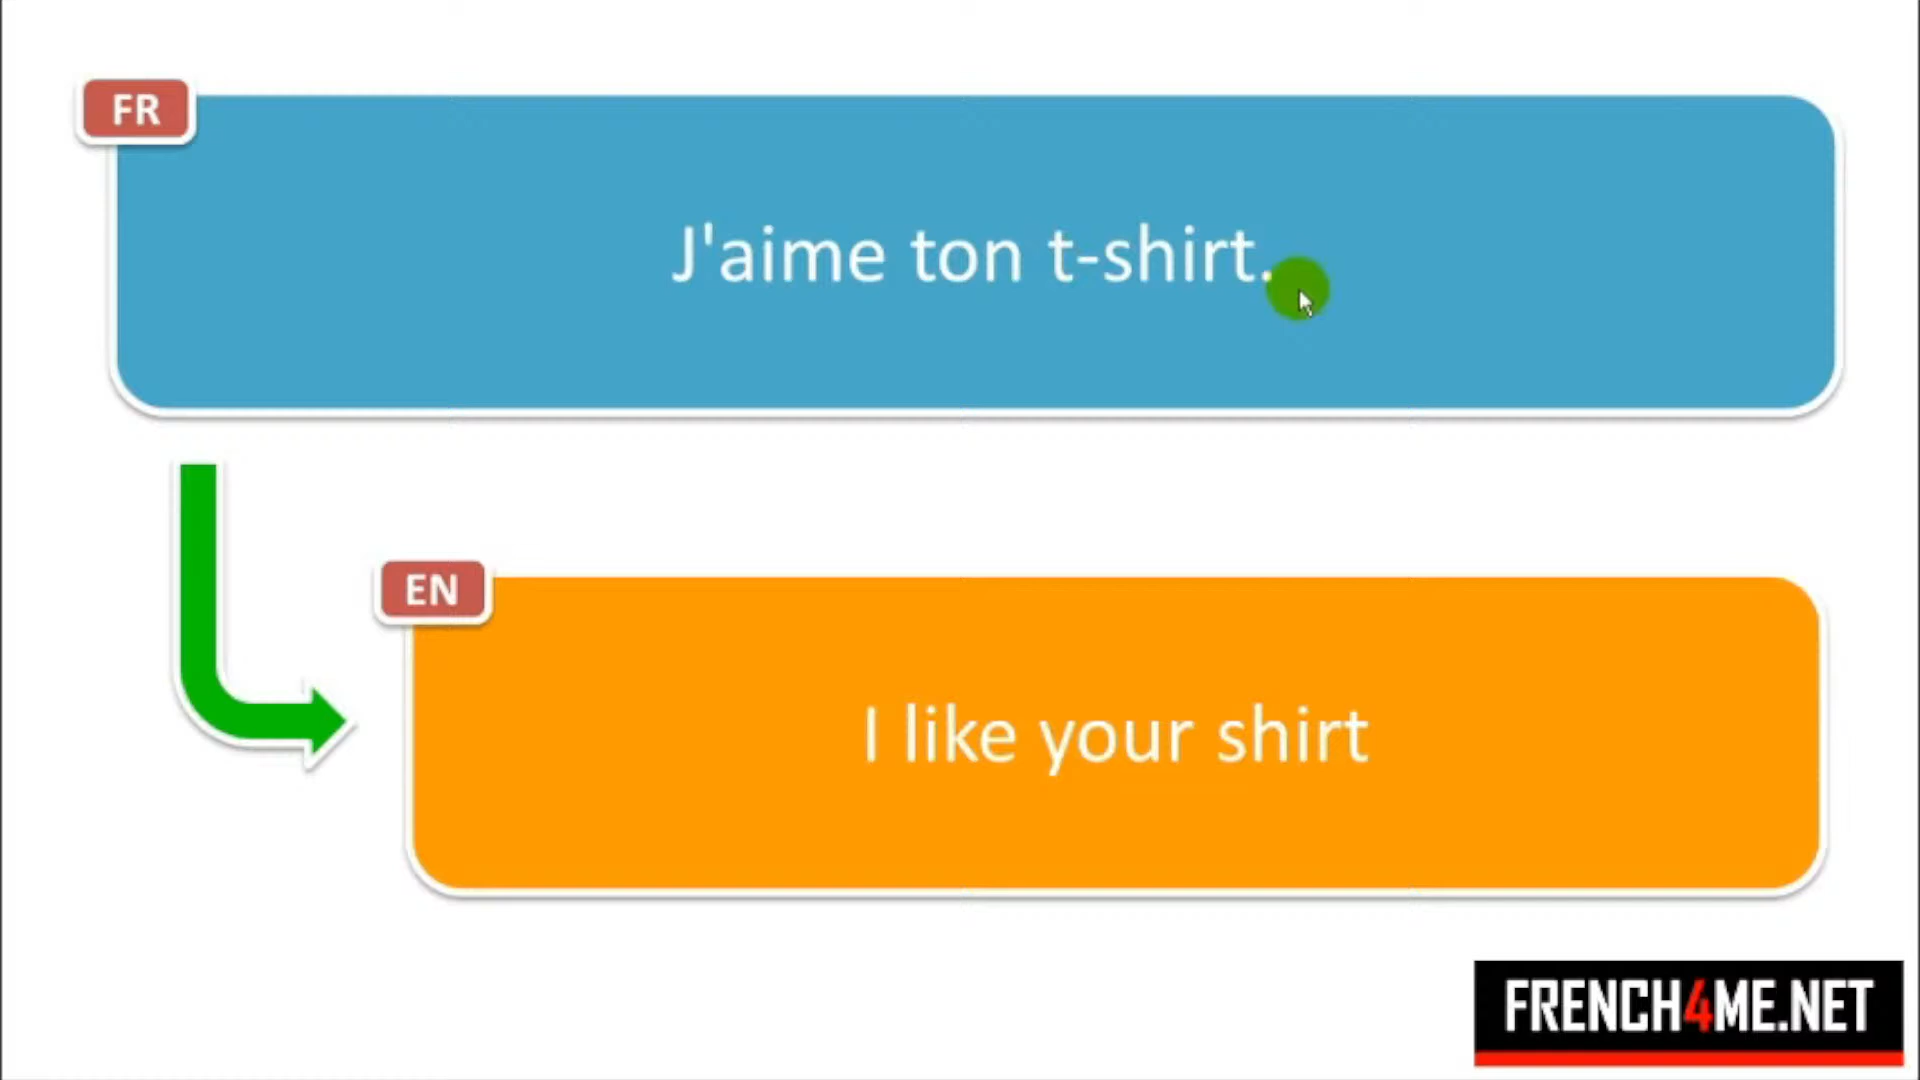 FR
J'aime ton t-shirt.
EN
I like your shirt
FRENCH4ME.NET